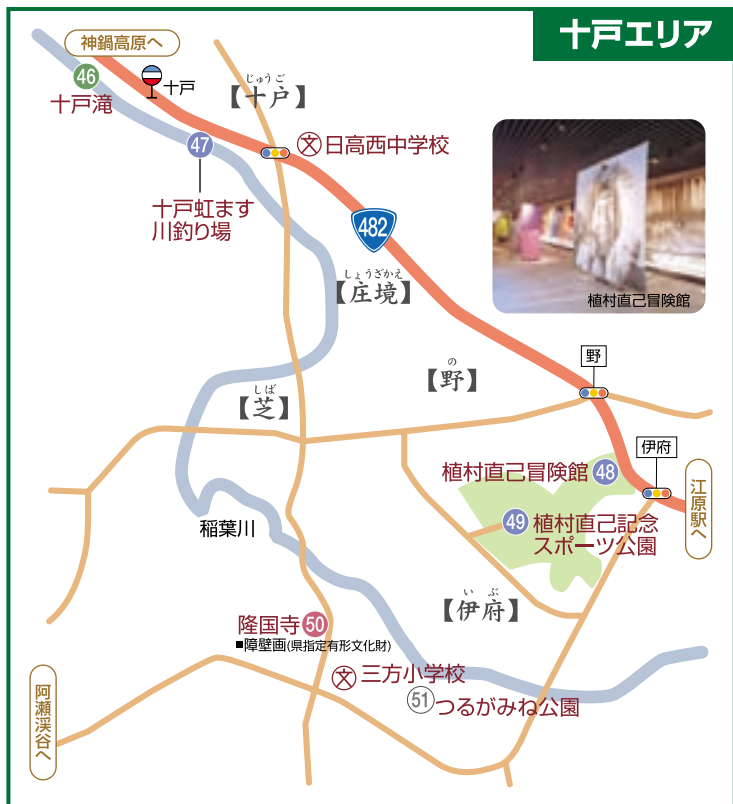 十戸エリア
神鍋高原へ
46
十戸滝
十戸
じゅうご
【十戸】
47
文
日高西中学校
十戸虹ます
川釣り場
482
植村直己冒険館
しょうざかえ
【庄境】
野
の
【野】
しば
【芝】
伊府
植村直己冒険館
48
江原駅へ
49
植村直己記念
スポーツ公園
稲葉川
いぶ
【伊府】
隆国寺
50
■障壁画(県指定有形文化財)
文
三方小学校
51
つるがみね公園
阿瀬渓谷へ